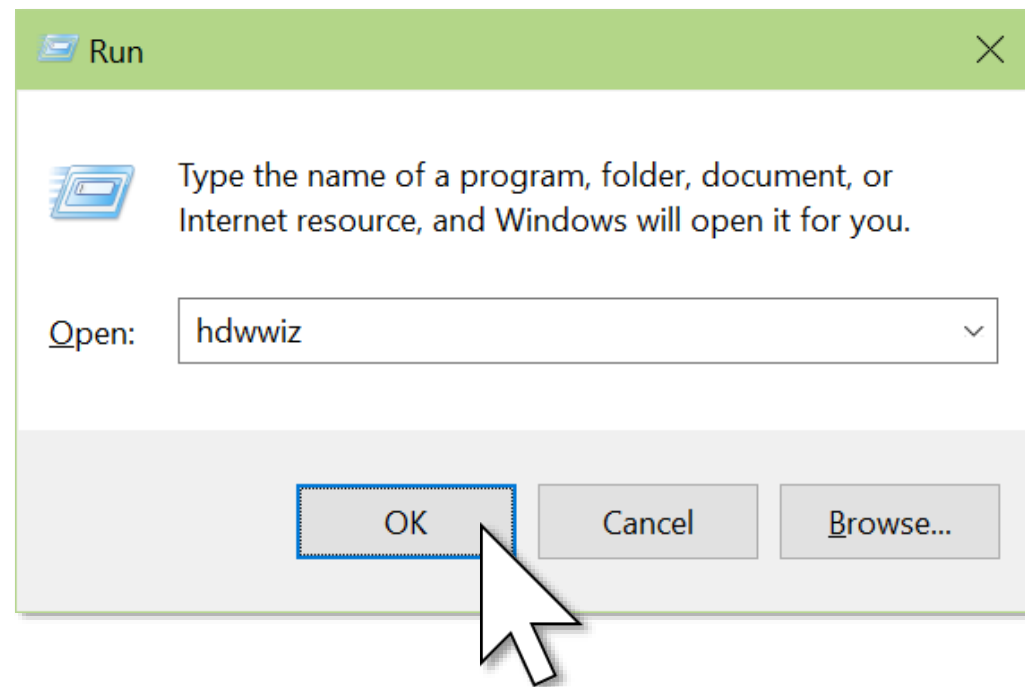 Run
Type the name of a program, folder, document, or
Internet resource, and Windows will open it for you.
Open: hdwwiz
OK Cancel Browse...